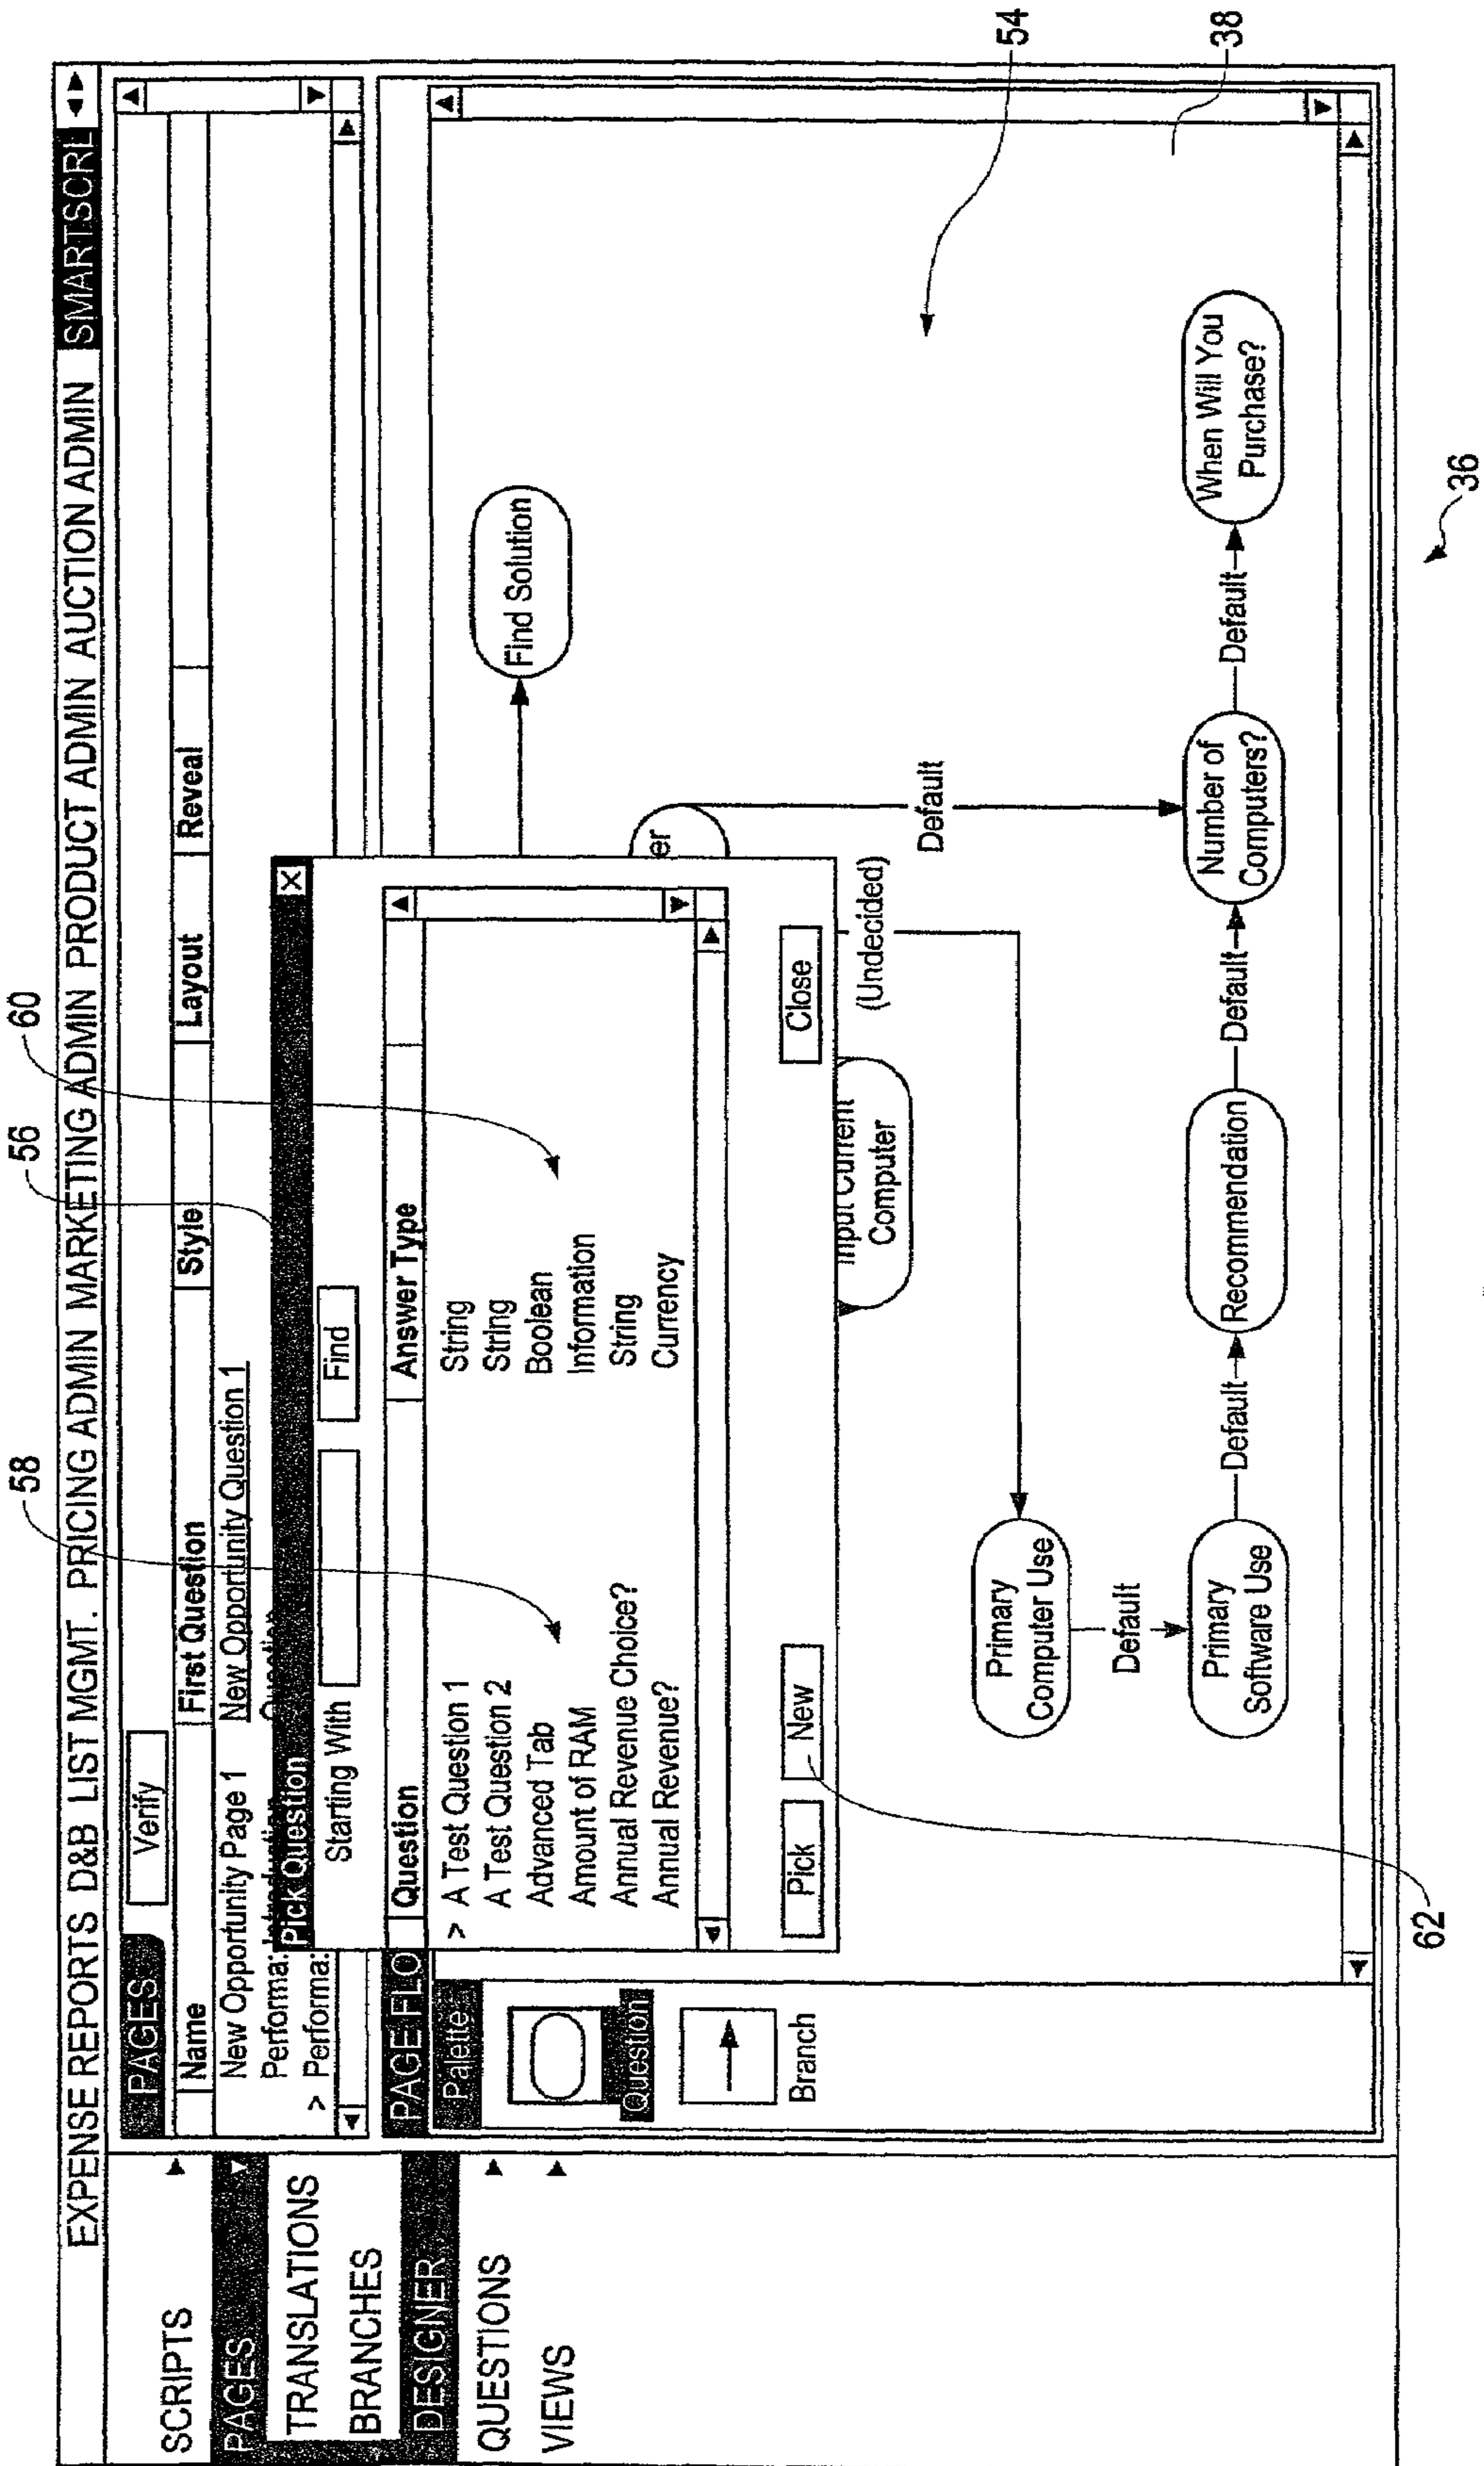 58
56
60
EXPENSE REPORTS D&B LIST MGMT. PRICING ADMIN MARKETING ADMIN PRODUCT ADMIN AUCTION ADMIN SMARTSCRI
SCRIPTS
PAGES
TRANSLATIONS
BRANCHES
DESIGNER
QUESTIONS
VIEWS
PAGES Verify
Name First Question Style Layout Reveal
New Opportunity Page 1 New Opportunity Question 1
Performa: Introduction Question
> Performa:
Pick Question
Starting With Find
Question Answer Type
> A Test Question 1 String
A Test Question 2 String
Advanced Tab Boolean
Amount of RAM Information
Annual Revenue Choice? String
Annual Revenue? Currency
Pick New Close
PAGE FLO
Palette
Question
Branch
Find Solution
er
Input Current
Computer
(Undecided)
Default
Primary
Computer Use
Default
Primary
Software Use
Default
Recommendation
Default
Number of
Computers?
Default
When Will You
Purchase?
54
38
62
36